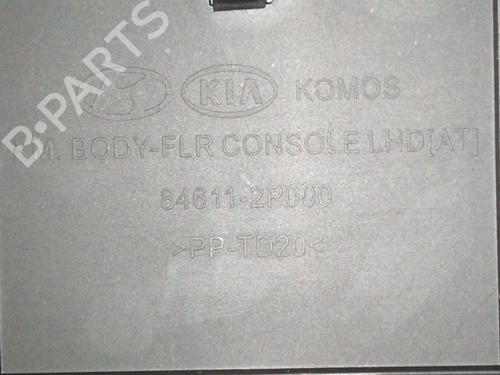 B-PARTS
KIA KOMOS
BODY-FLR CONSOLE LHD[AT]
84611-2P000
>PP-TD20<